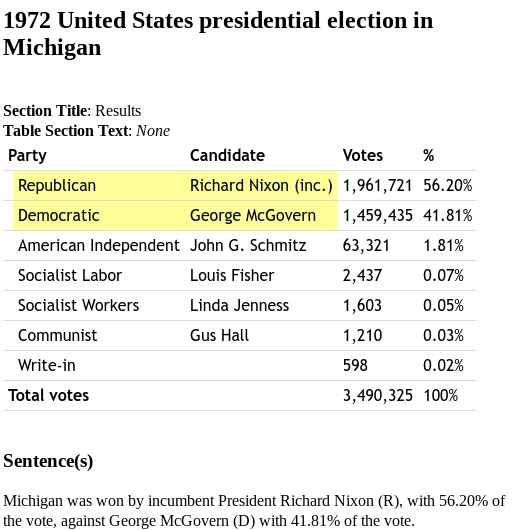 1972 United States presidential election in
Michigan
Section Title: Results
Table Section Text: None
Party Candidate Votes %
Republican Richard Nixon (inc.) 1,961,721 56.20%
Democratic George McGovern 1,459,435 41.81%
American Independent John G. Schmitz 63,321 1.81%
Socialist Labor Louis Fisher 2,437 0.07%
Socialist Workers Linda Jenness 1,603 0.05%
Communist Gus Hall 1,210 0.03%
Write-in 598 0.02%
Total votes 3,490,325 100%
Sentence(s)
Michigan was won by incumbent President Richard Nixon (R), with 56.20% of
the vote, against George McGovern (D) with 41.81% of the vote.